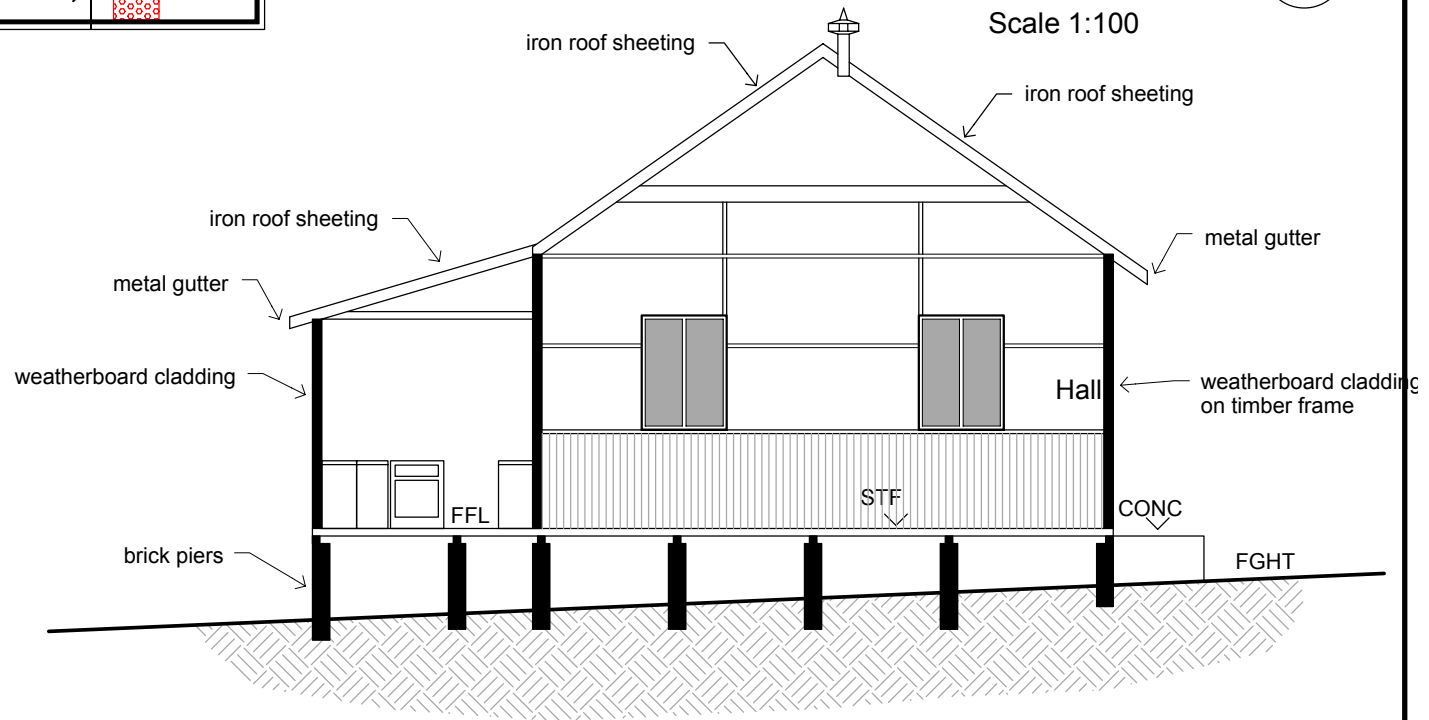 Scale 1:100
iron roof sheeting
iron roof sheeting
iron roof sheeting
metal gutter
metal gutter
weatherboard cladding
Hall
weatherboard cladding
on timber frame
STF
CONC
FFL
brick piers
FGHT